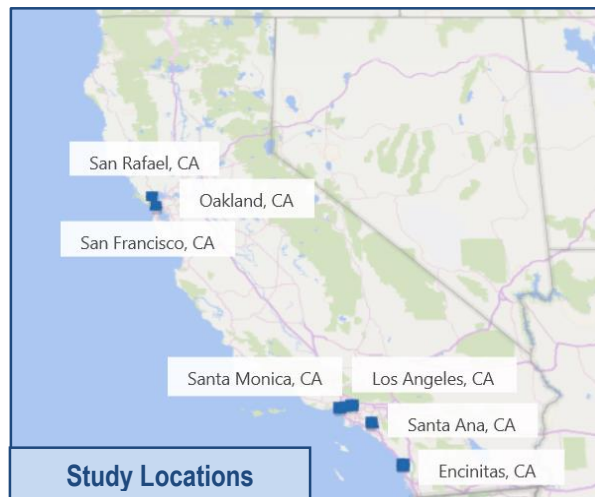 San Rafael, CA
Oakland, CA
San Francisco, CA
Santa Monica, CA
Los Angeles, CA
Santa Ana, CA
Encinitas, CA
Study Locations